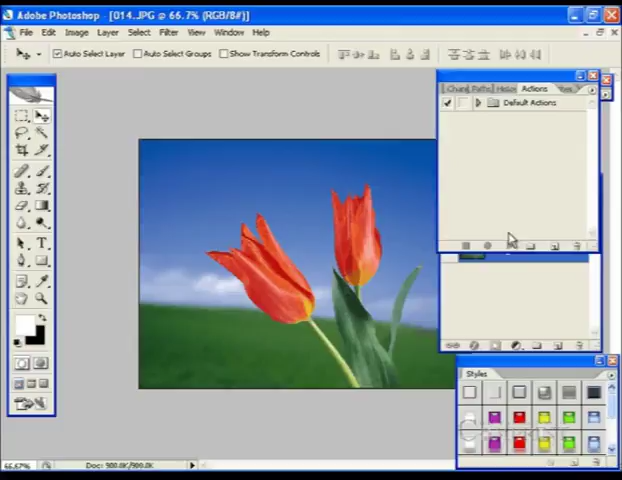 Adobe Photoshop - [014.JPG @ 66.7% (RGB/8#)]
File Edit Image Layer Select Filter View Window Help
Auto Select Layer Auto Select Groups Show Transform Controls
Paths Actions
Default Actions
Styles
66.67% Doc: 900.0K/900.0K